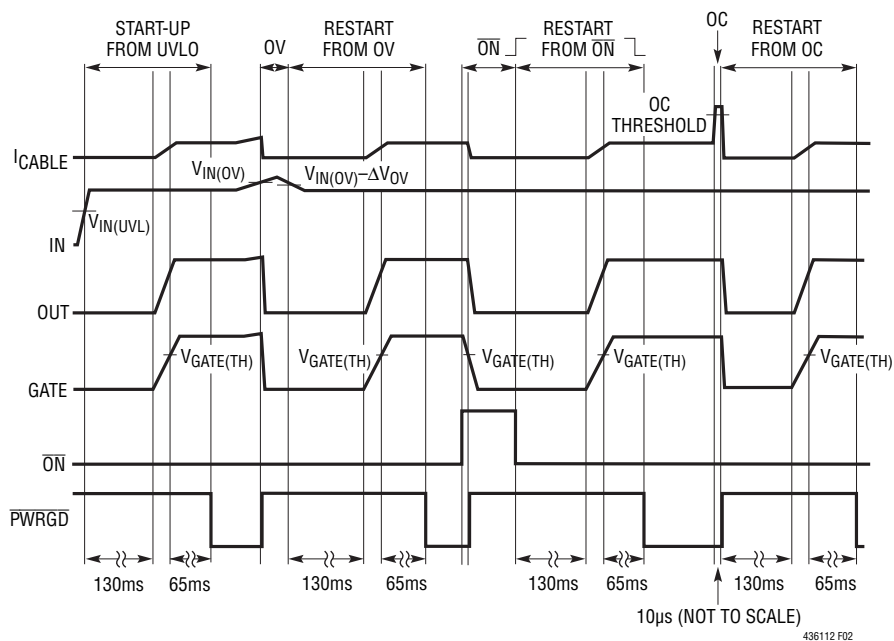 START-UP
FROM UVLO
OV
RESTART
FROM OV
ON
RESTART
FROM ON
OC
RESTART
FROM OC
OC
THRESHOLD
ICABLE
VIN(OV)
VIN(OV)–ΔVOV
VIN(UVL)
IN
OUT
VGATE(TH)
VGATE(TH)
VGATE(TH)
VGATE(TH)
VGATE(TH)
GATE
ON
PWRGD
130ms
65ms
130ms
65ms
130ms
65ms
130ms
65ms
10µs (NOT TO SCALE)
436112 F02